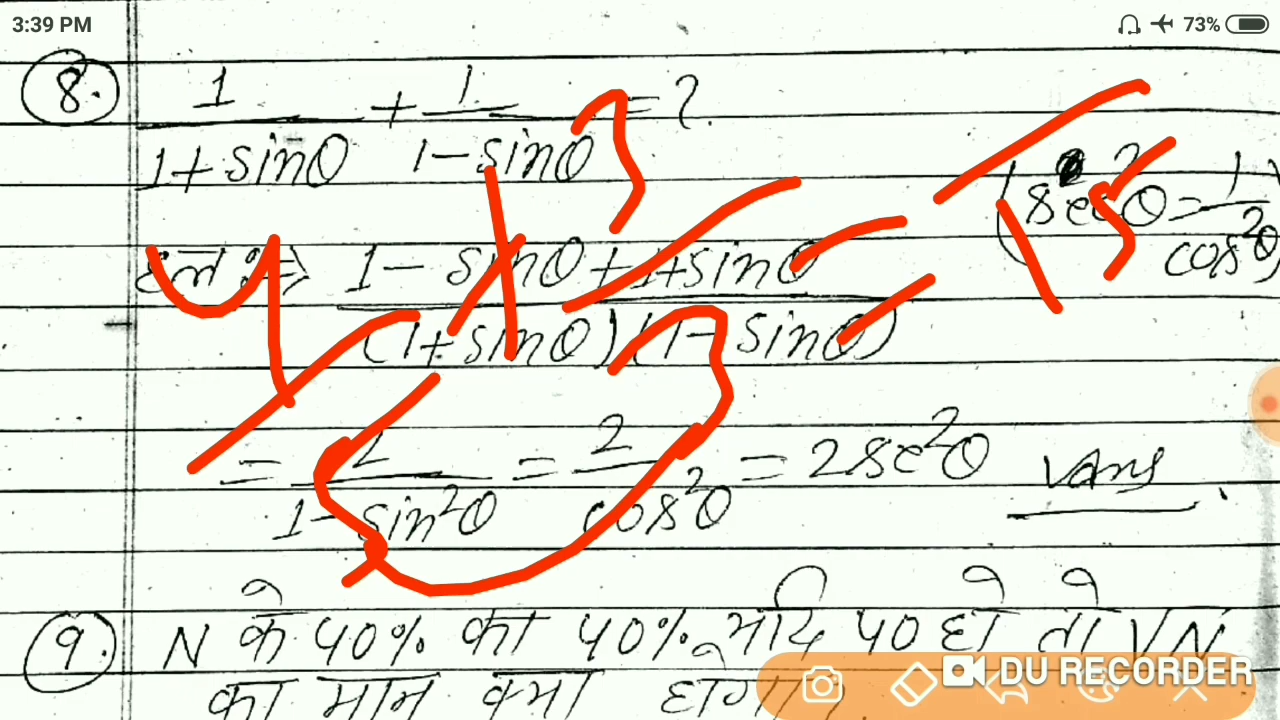 3:39 PM 73%
8. 1/(1+sinθ) + 1/(1-sinθ) = ?
(sec²θ = 1/cos²θ)
हल ⇒ (1 - sinθ + 1 + sinθ)/((1+sinθ)(1-sinθ))
= 2/(1-sin²θ) = 2/cos²θ = 2sec²θ Ans
9. N के 40% का 40% यदि 40 हो तो √N
का मान क्या होगा
DU RECORDER